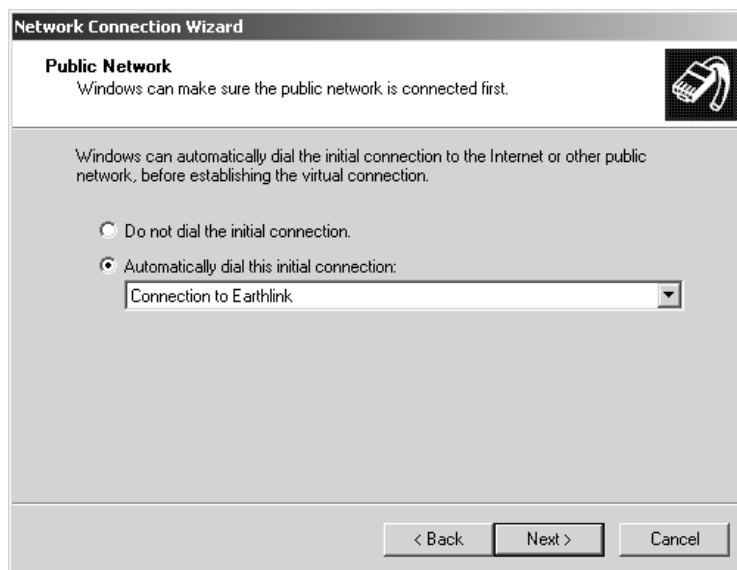 Network Connection Wizard
Public Network
Windows can make sure the public network is connected first.
Windows can automatically dial the initial connection to the Internet or other public
network, before establishing the virtual connection.
Do not dial the initial connection.
Automatically dial this initial connection:
Connection to Earthlink
< Back Next > Cancel